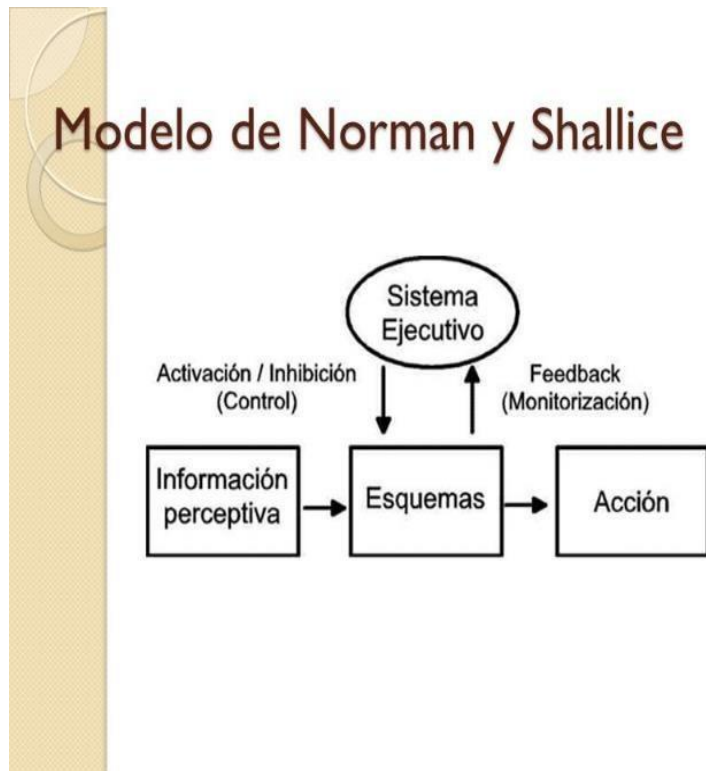 Modelo de Norman y Shallice
Sistema
Ejecutivo
Activación / Inhibición
(Control)
Feedback
(Monitorización)
Información
perceptiva
Esquemas
Acción